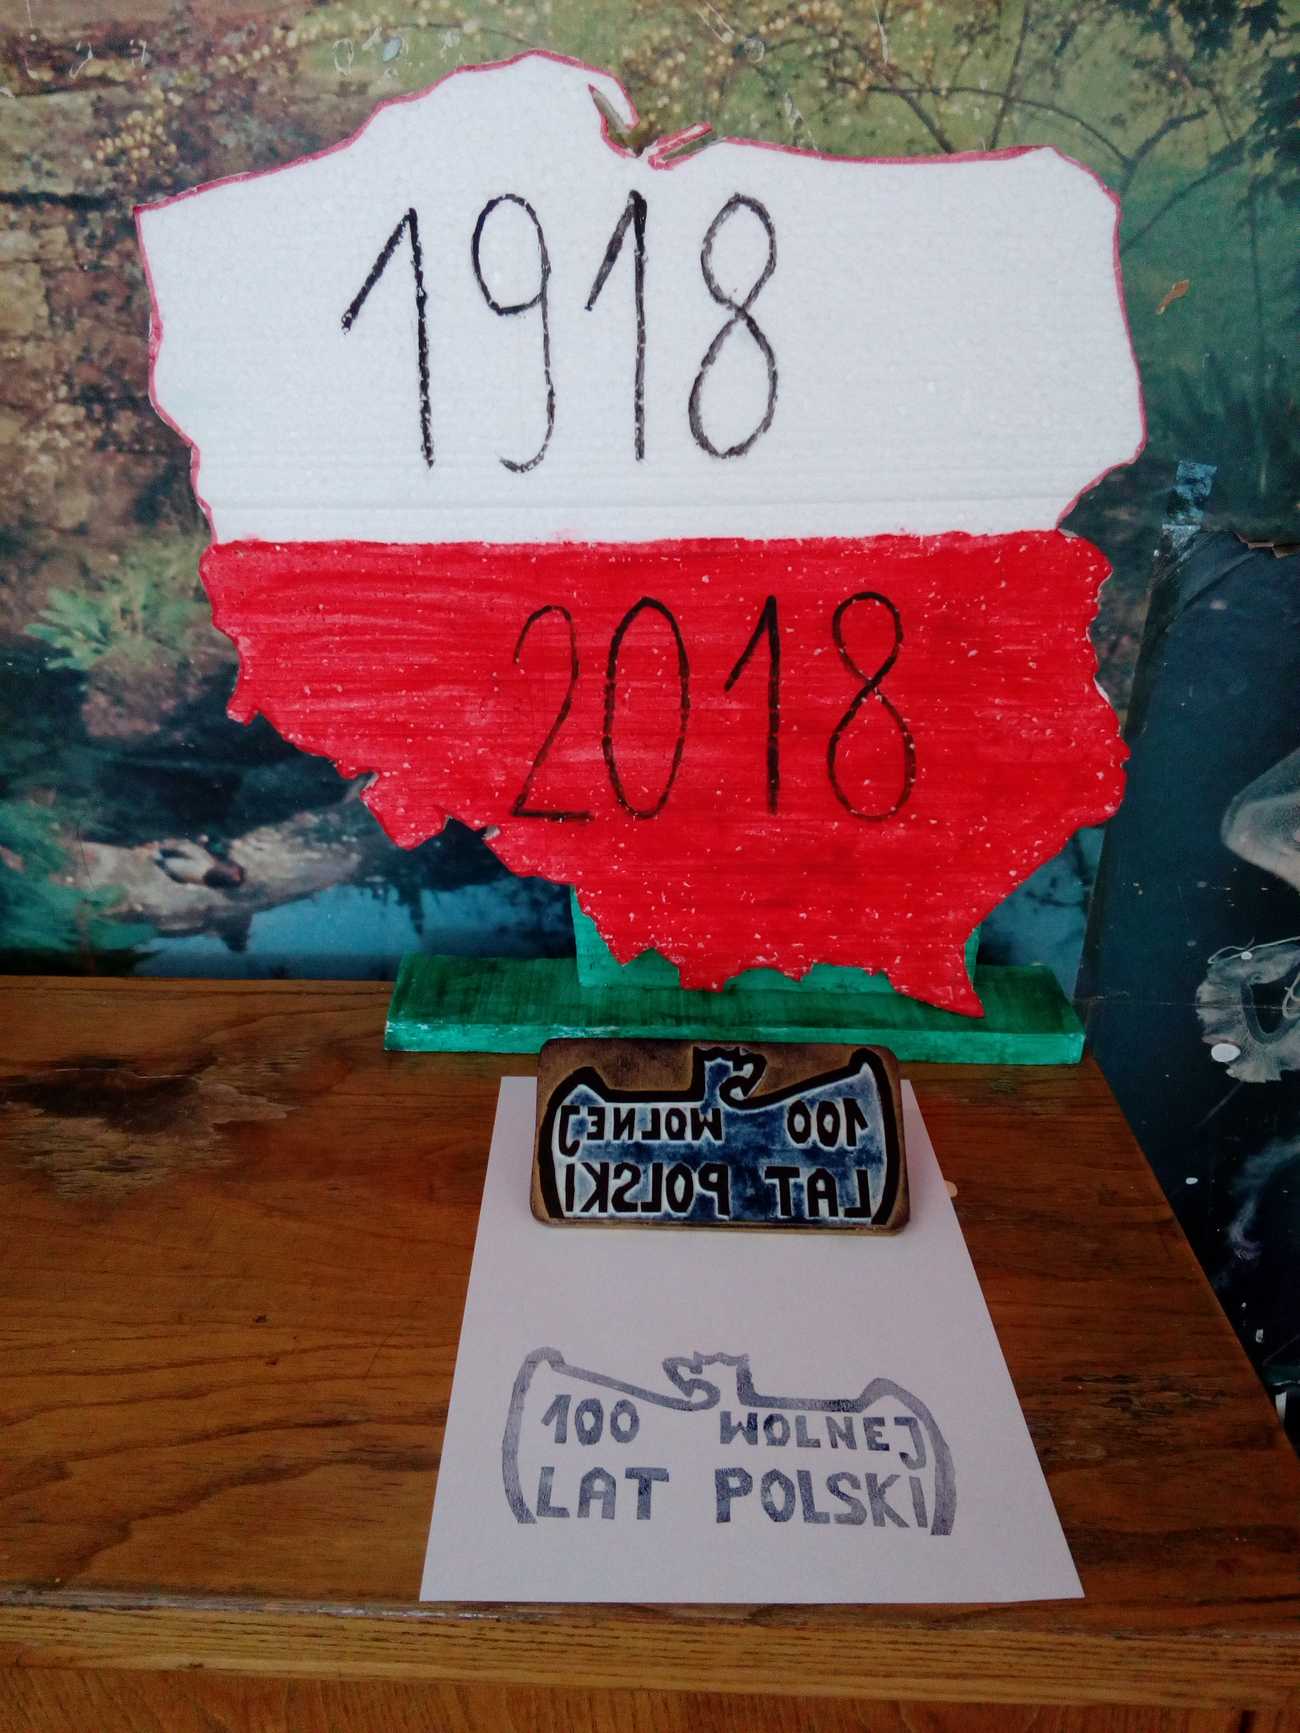 1918
2018
100 WOLNEJ
LAT POLSKI
100 WOLNEJ
LAT POLSKI